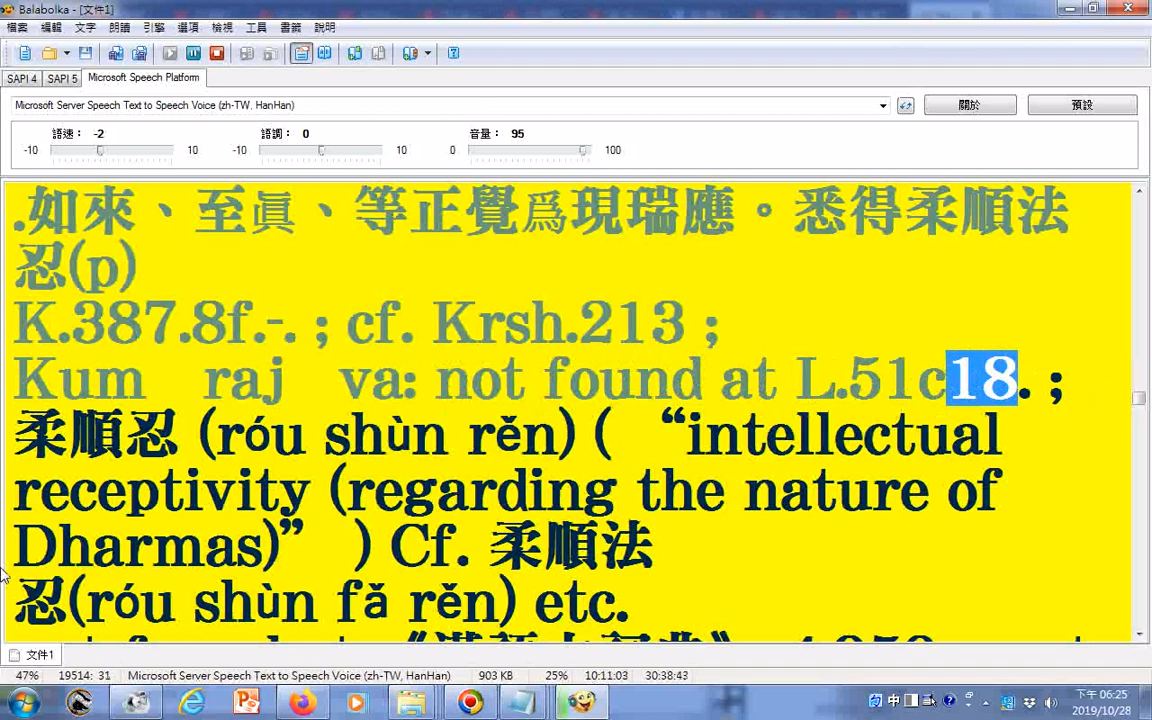 Balabolka - [文件1]
檔案 編輯 文字 朗讀 引擎 選項 檢視 工具 書籤 說明
SAPI 4 SAPI 5 Microsoft Speech Platform
Microsoft Server Speech Text to Speech Voice (zh-TW, HanHan) 關於 預設
語速： -2 語調： 0 音量： 95
-10 10 -10 10 0 100
.如來、至眞、等正覺爲現瑞應。悉得柔順法
忍(p)
K.387.8f.-. ; cf. Krsh.213 ;
Kum raj va: not found at L.51c18. ;
柔順忍 (róu shùn rěn) ( “intellectual
receptivity (regarding the nature of
Dharmas)” ) Cf. 柔順法
忍(róu shùn fǎ rěn) etc.
文件1
47% 19514: 31 Microsoft Server Speech Text to Speech Voice (zh-TW, HanHan) 903 KB 25% 10:11:03 30:38:43
中 下午 06:25
2019/10/28